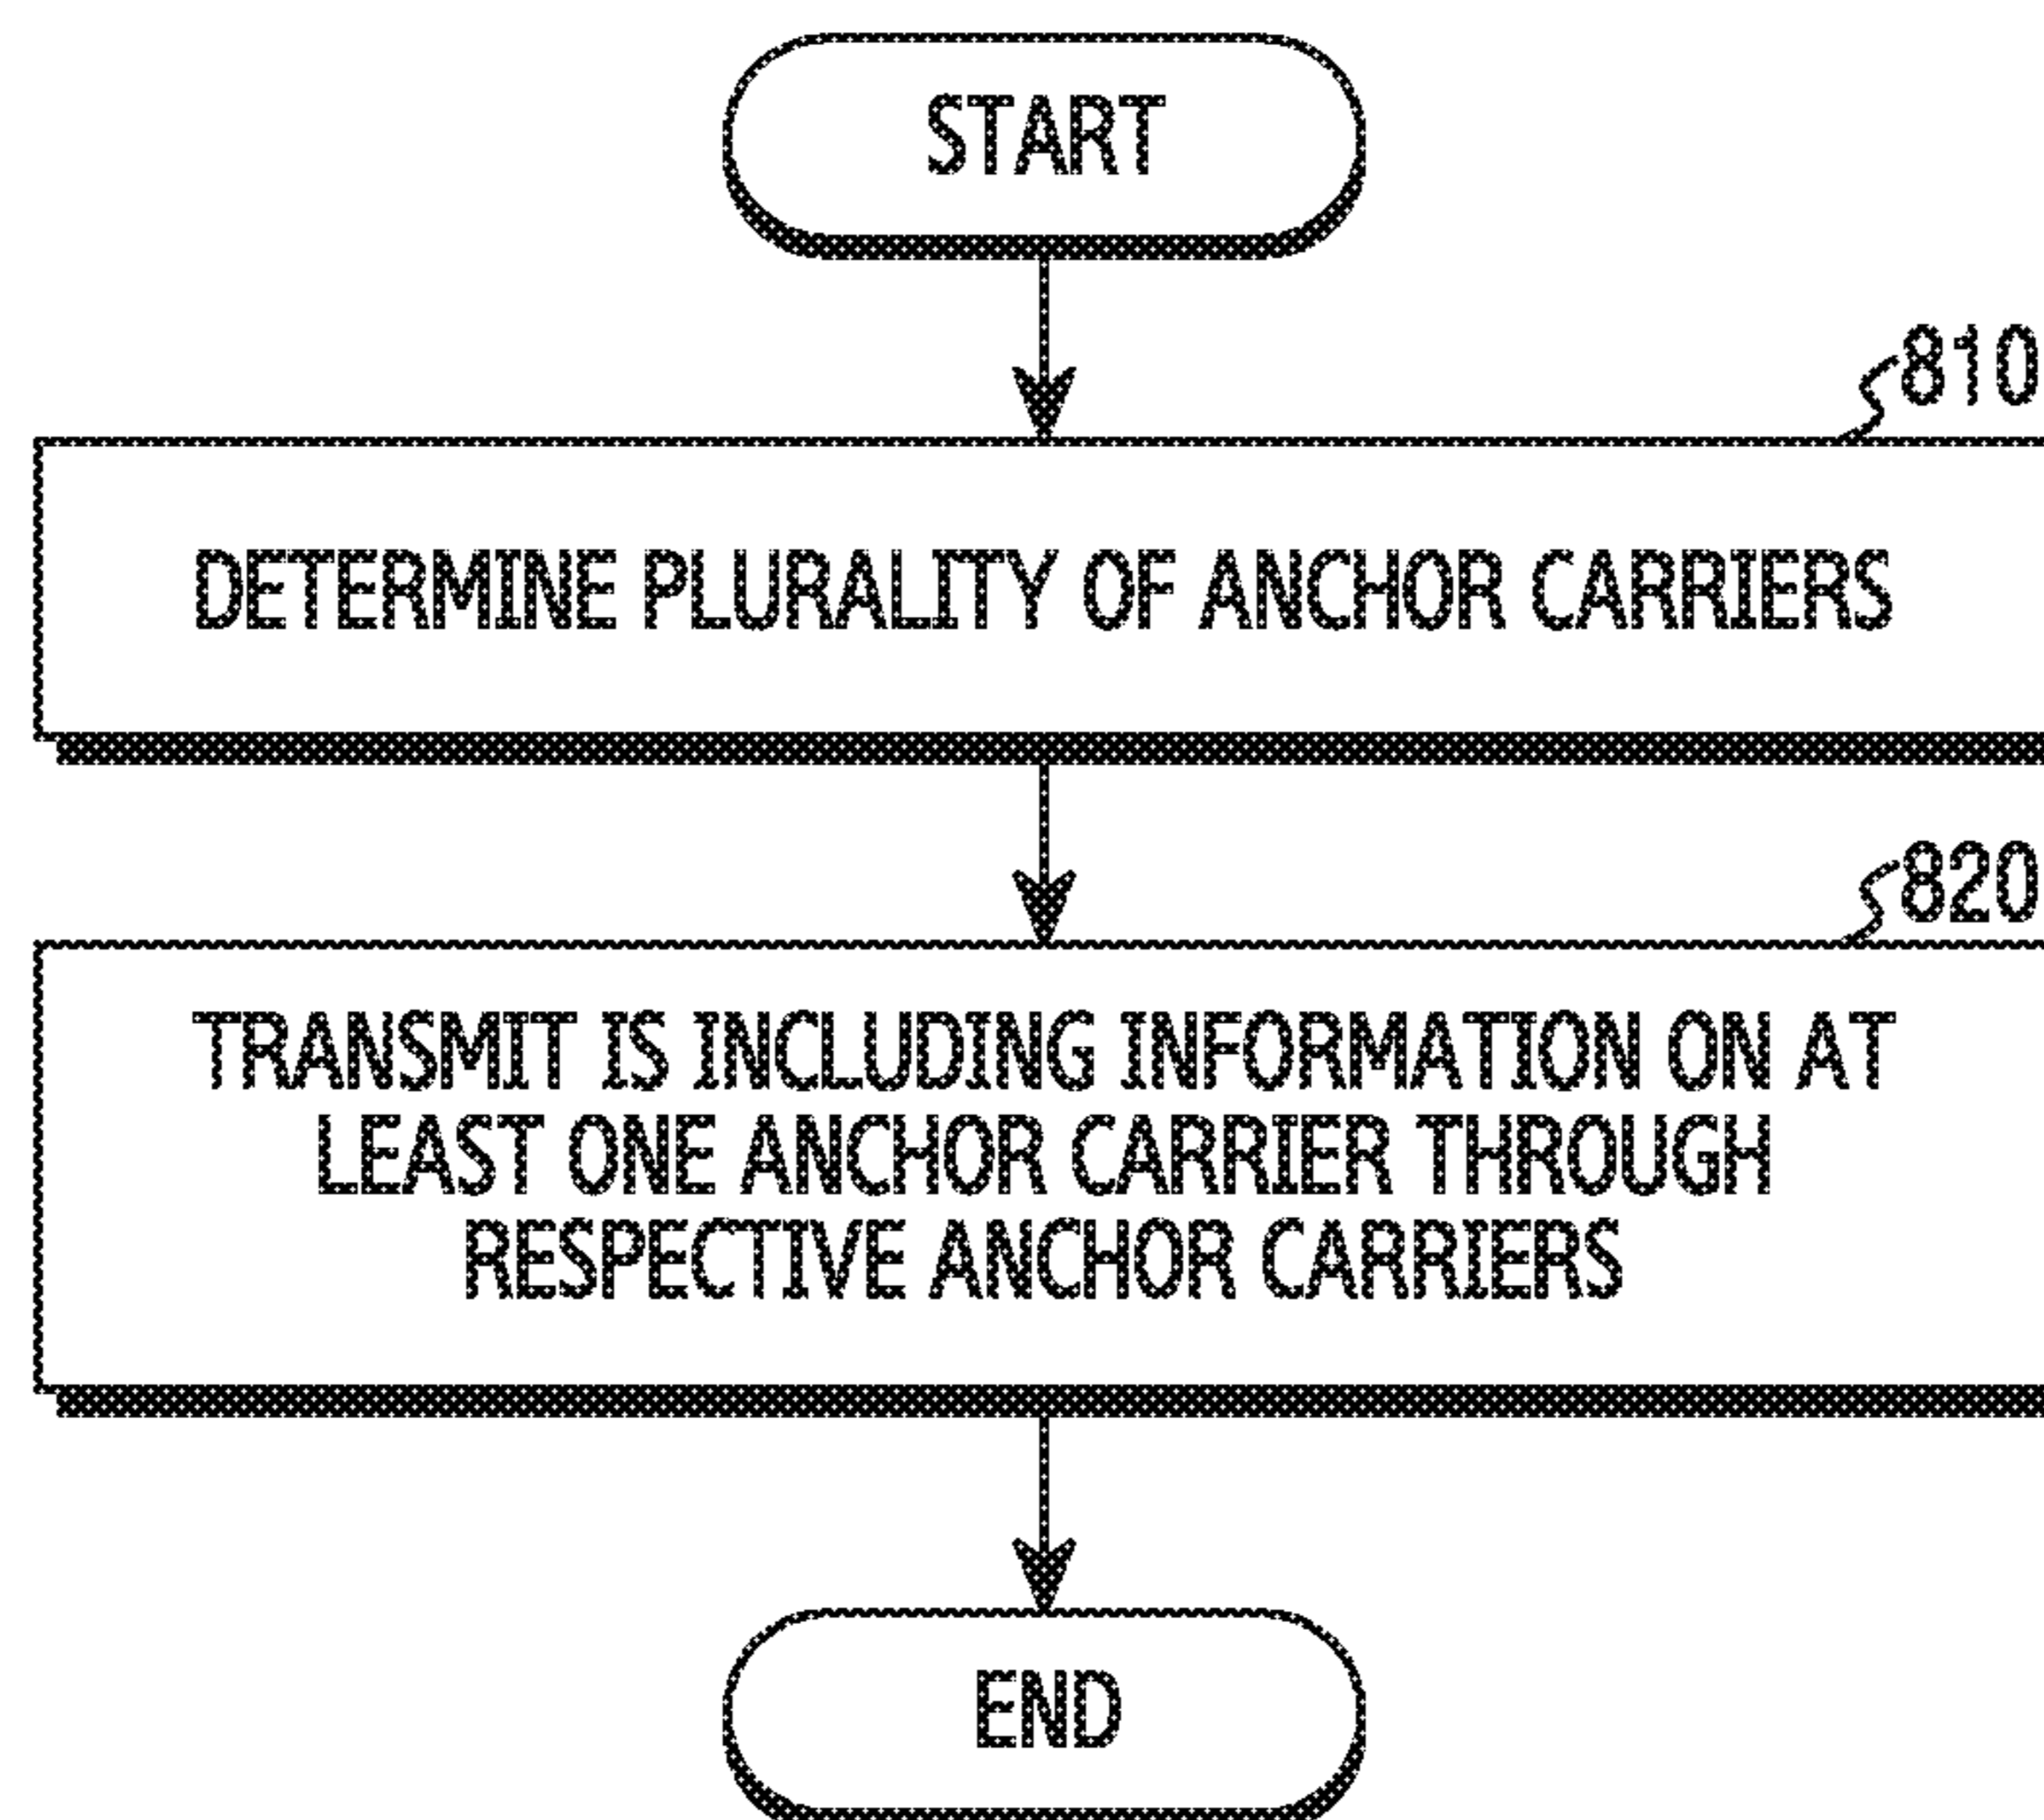 START
810
DETERMINE PLURALITY OF ANCHOR CARRIERS
820
TRANSMIT IS INCLUDING INFORMATION ON AT
LEAST ONE ANCHOR CARRIER THROUGH
RESPECTIVE ANCHOR CARRIERS
END